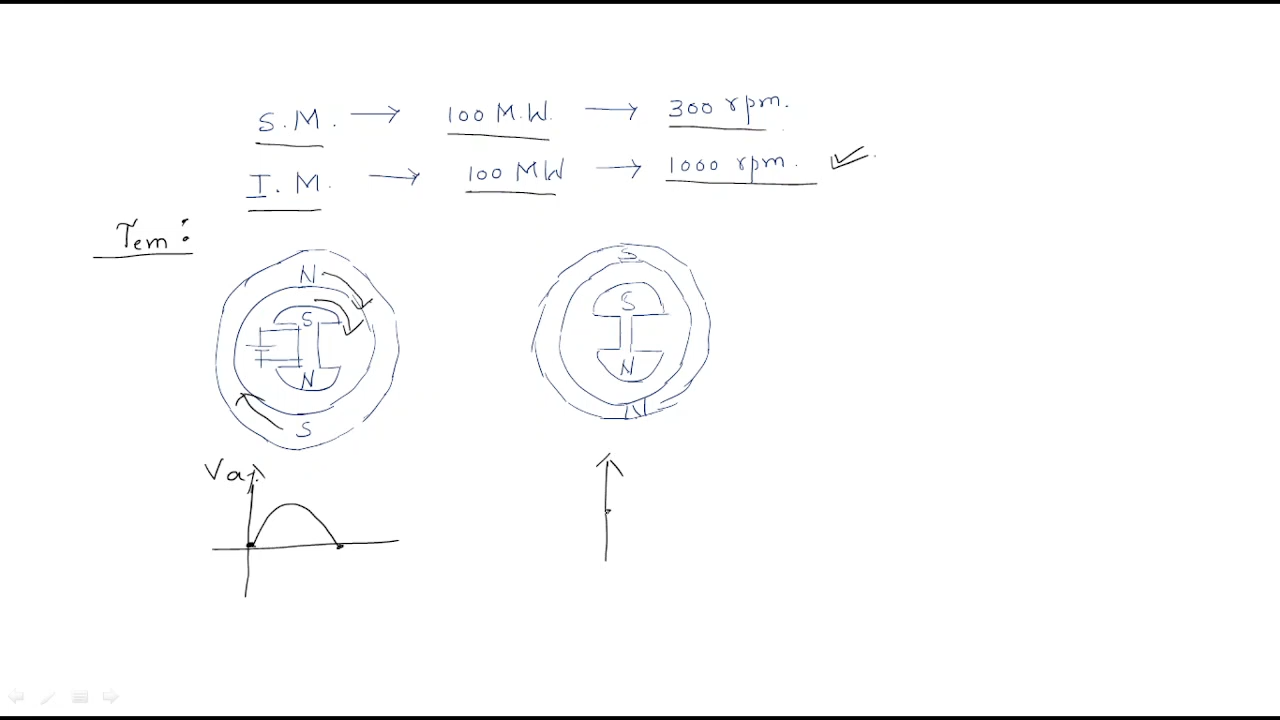 S.M. → 100 M.W. → 300 rpm.
I.M. → 100 MW → 1000 rpm. ✓
Tem:
N
S
S
S
N
N
S
N
Va